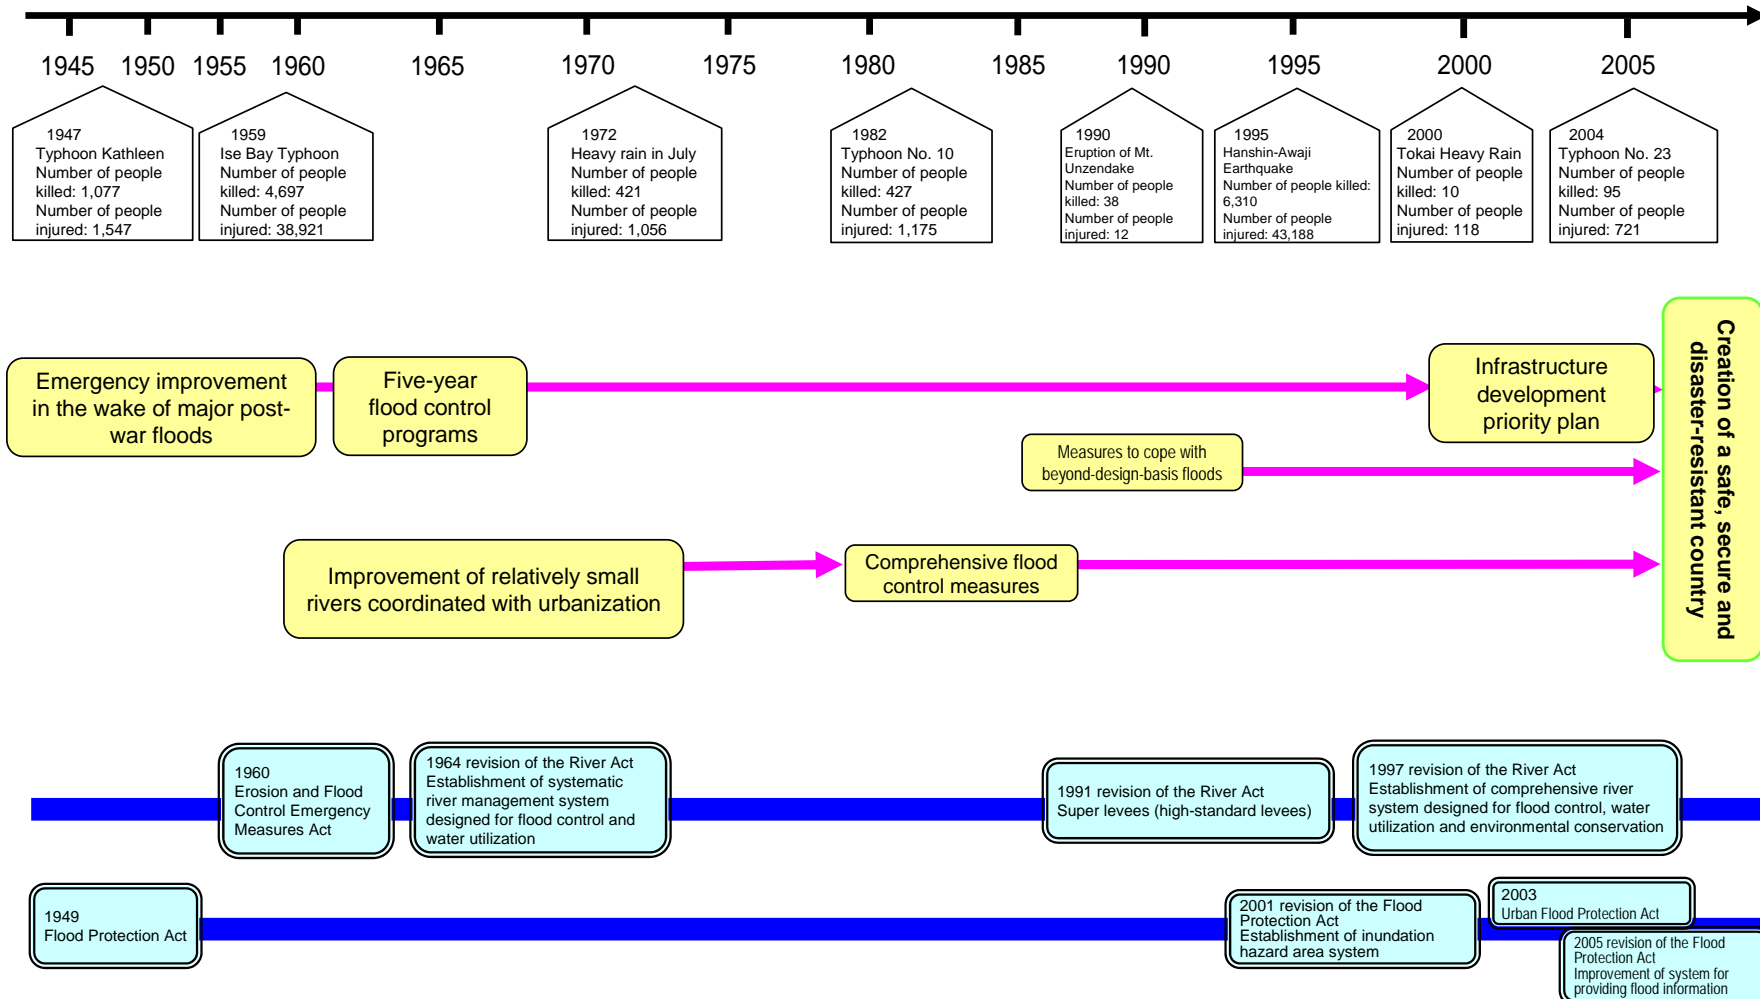 1945
1950
1955
1960
1965
1970
1975
1980
1985
1990
1995
2000
2005
1947
Typhoon Kathleen
Number of people
killed: 1,077
Number of people
injured: 1,547
1959
Ise Bay Typhoon
Number of people
killed: 4,697
Number of people
injured: 38,921
1972
Heavy rain in July
Number of people
killed: 421
Number of people
injured: 1,056
1982
Typhoon No. 10
Number of people
killed: 427
Number of people
injured: 1,175
1990
Eruption of Mt.
Unzendake
Number of people
killed: 38
Number of people
injured: 12
1995
Hanshin-Awaji
Earthquake
Number of people killed:
6,310
Number of people
injured: 43,188
2000
Tokai Heavy Rain
Number of people
killed: 10
Number of people
injured: 118
2004
Typhoon No. 23
Number of people
killed: 95
Number of people
injured: 721
Emergency improvement
in the wake of major post-
war floods
Five-year
flood control
programs
Infrastructure
development
priority plan
Measures to cope with
beyond-design-basis floods
Improvement of relatively small
rivers coordinated with urbanization
Comprehensive flood
control measures
Creation of a safe, secure and
disaster-resistant country
1960
Erosion and Flood
Control Emergency
Measures Act
1964 revision of the River Act
Establishment of systematic
river management system
designed for flood control and
water utilization
1991 revision of the River Act
Super levees (high-standard levees)
1997 revision of the River Act
Establishment of comprehensive river
system designed for flood control, water
utilization and environmental conservation
1949
Flood Protection Act
2001 revision of the Flood
Protection Act
Establishment of inundation
hazard area system
2003
Urban Flood Protection Act
2005 revision of the Flood
Protection Act
Improvement of system for
providing flood information